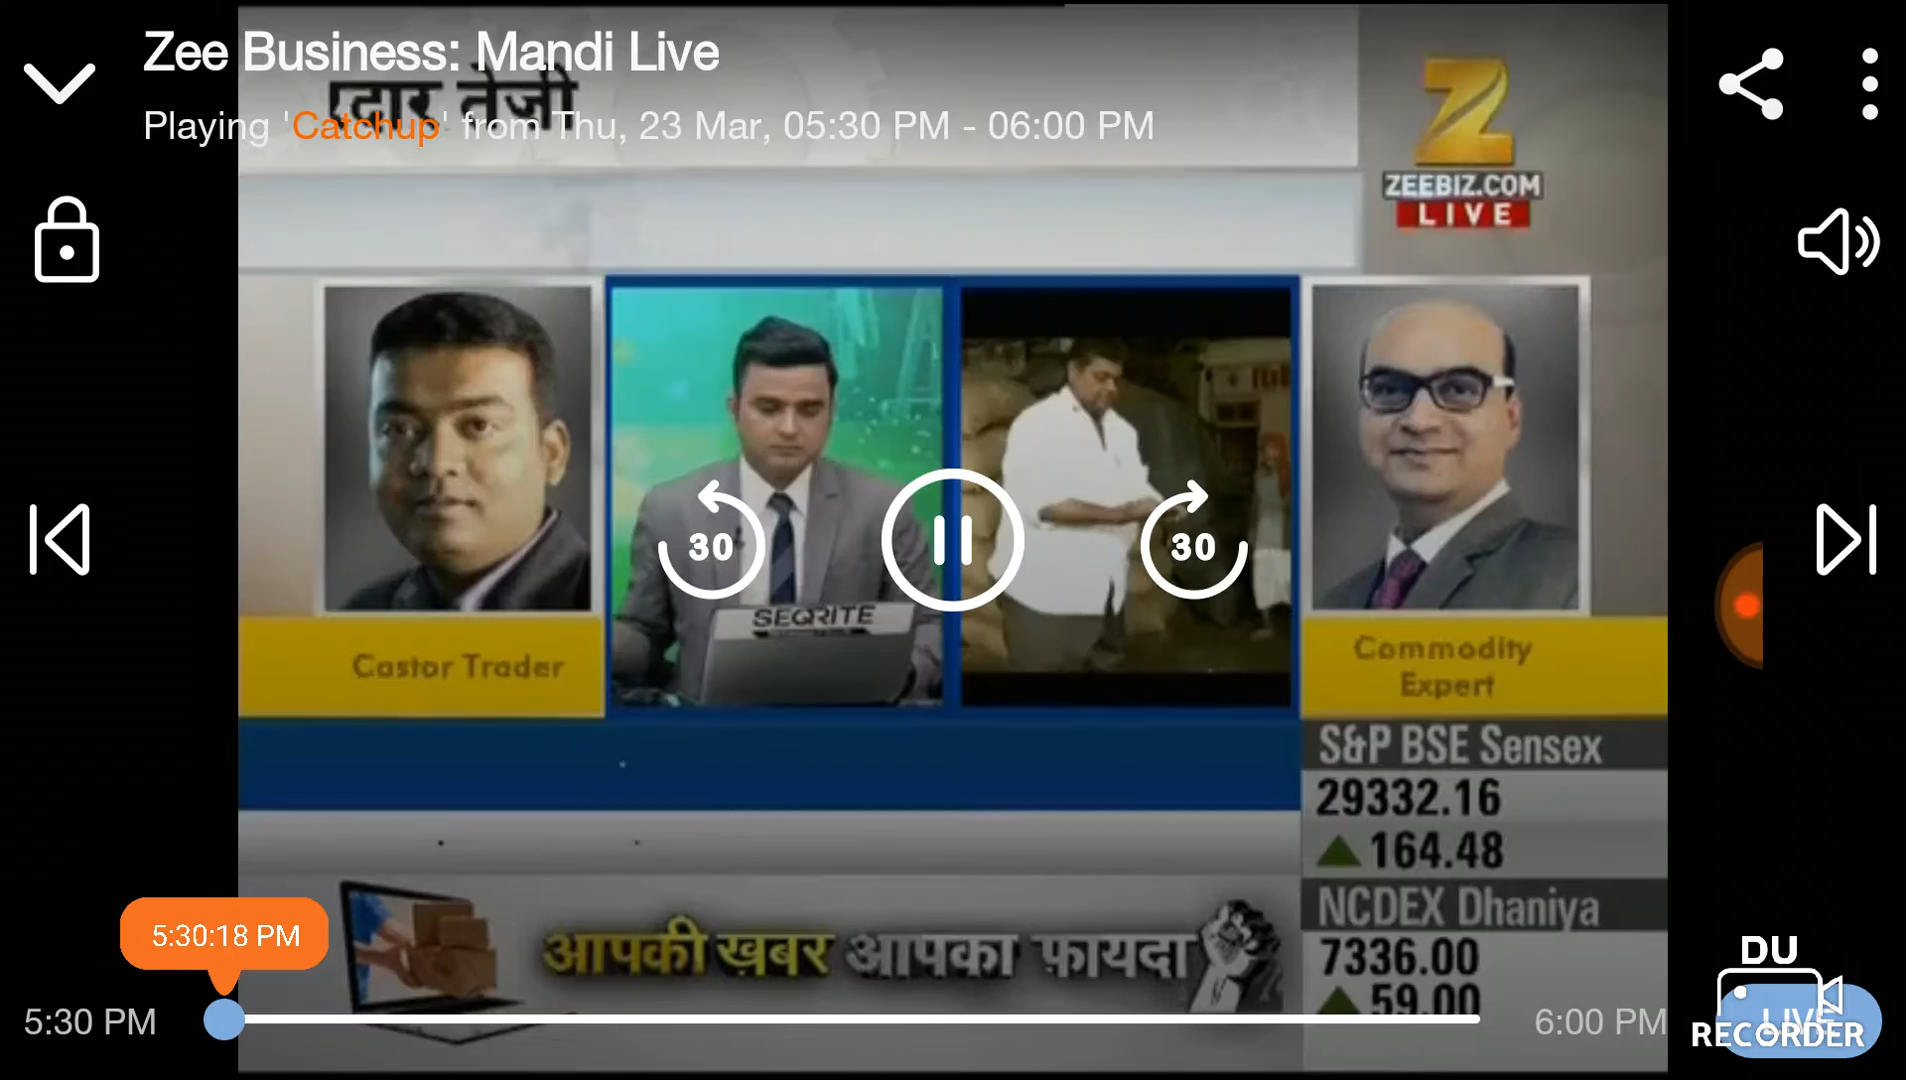 Zee Business: Mandi Live
तेजी
Playing 'Catchup' from Thu, 23 Mar, 05:30 PM - 06:00 PM
ZEEBIZ.COM
LIVE
30
30
SEQRITE
Castor Trader
Commodity
Expert
S&P BSE Sensex
29332.16
164.48
NCDEX Dhaniya
7336.00
59.00
आपकी ख़बर आपका फ़ायदा
5:30:18 PM
5:30 PM
6:00 PM
DU
LIVE
RECORDER